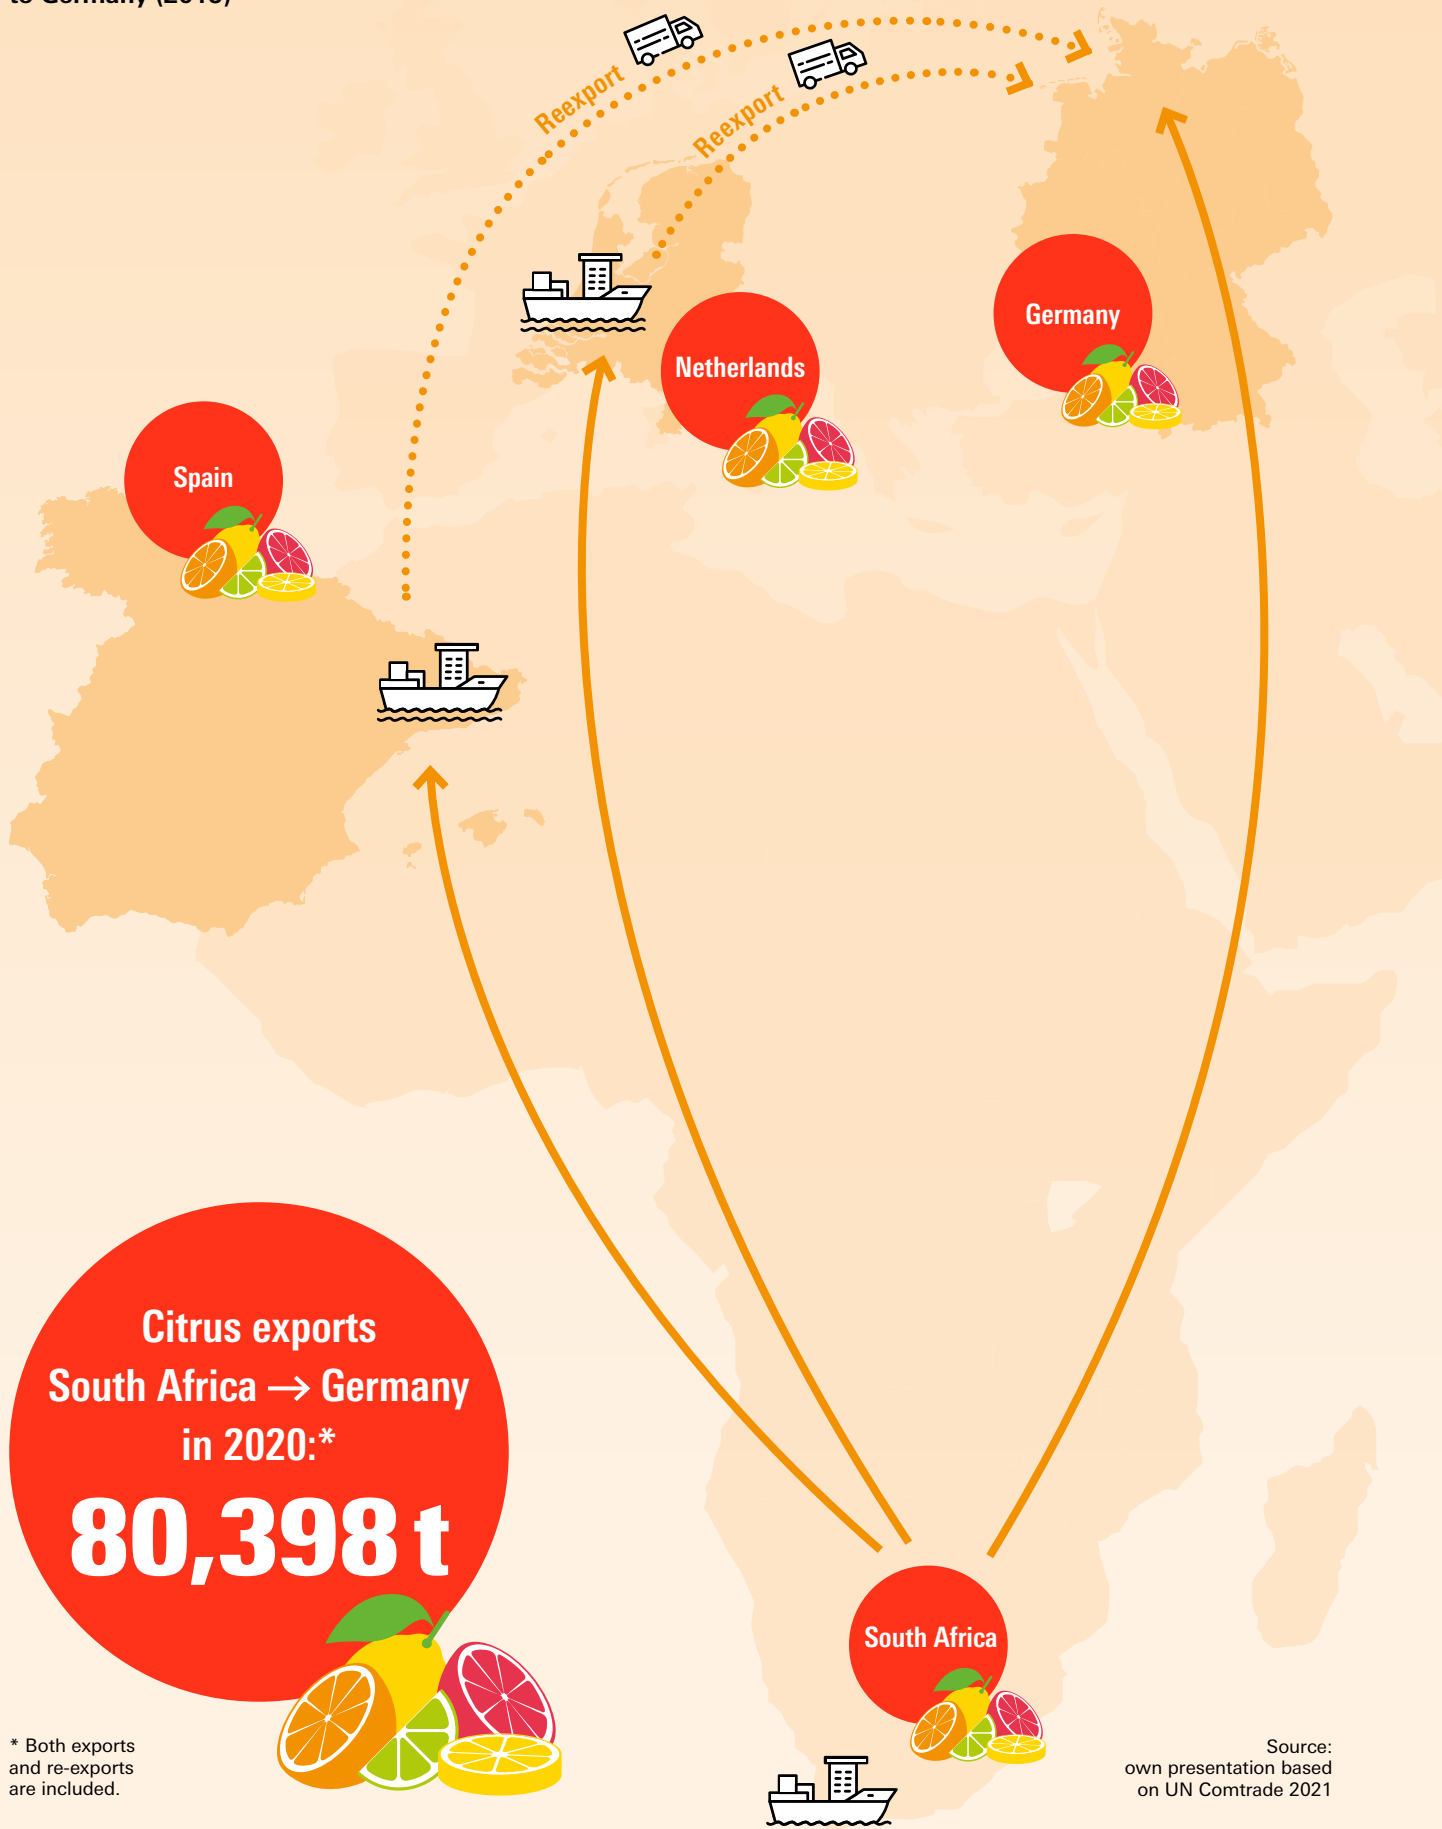 Reexport
Reexport
Germany
Netherlands
Spain
Citrus exports
South Africa → Germany
in 2020:*
80,398 t
South Africa
* Both exports
and re-exports
are included.
Source:
own presentation based
on UN Comtrade 2021